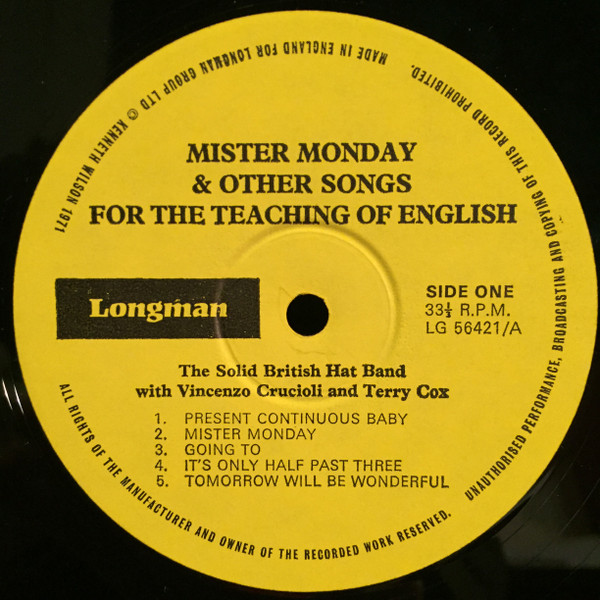 MISTER MONDAY
& OTHER SONGS
FOR THE TEACHING OF ENGLISH
Longman
SIDE ONE
33⅓ R.P.M.
LG 56421/A
The Solid British Hat Band
with Vincenzo Crucioli and Terry Cox
1. PRESENT CONTINUOUS BABY
2. MISTER MONDAY
3. GOING TO
4. IT'S ONLY HALF PAST THREE
5. TOMORROW WILL BE WONDERFUL
ALL RIGHTS OF THE MANUFACTURER AND OWNER OF THE RECORDED WORK RESERVED.
UNAUTHORISED PERFORMANCE, BROADCASTING AND COPYING OF THIS RECORD PROHIBITED.
MADE IN ENGLAND FOR LONGMAN GROUP LTD © KENNETH WILSON 1971